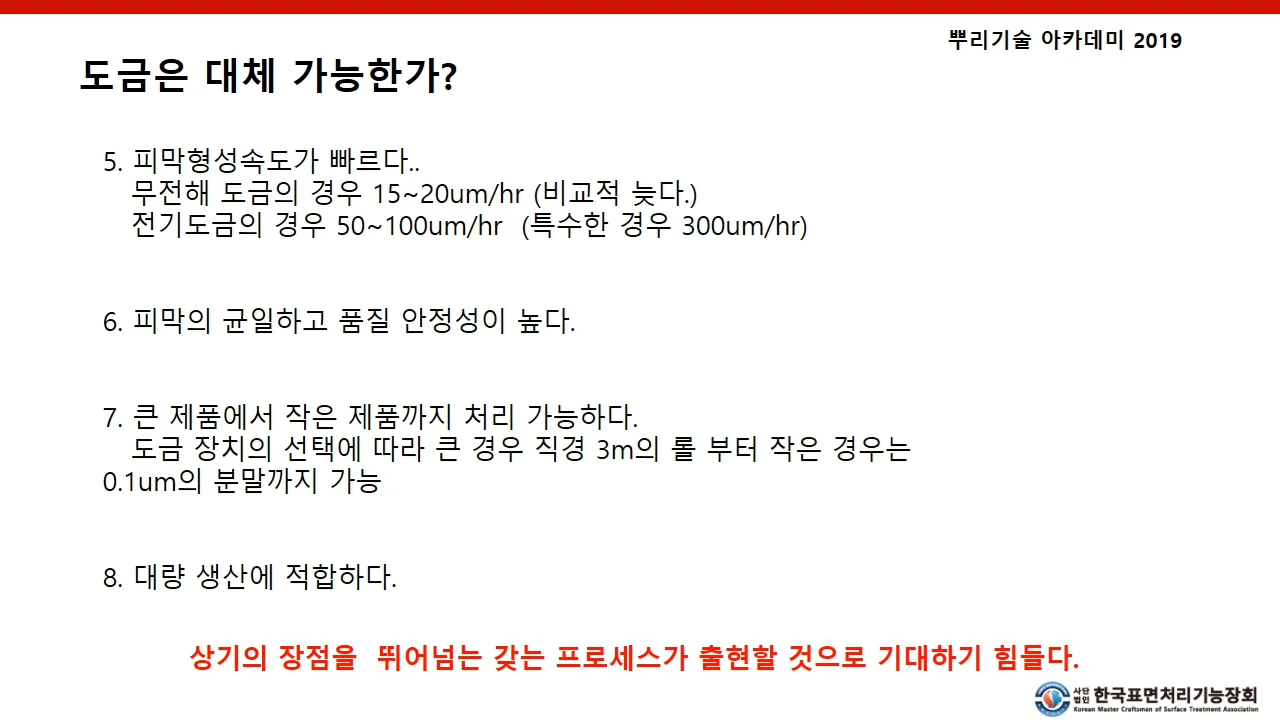 뿌리기술 아카데미 2019
도금은 대체 가능한가?
5. 피막형성속도가 빠르다..
무전해 도금의 경우 15~20um/hr (비교적 늦다.)
전기도금의 경우 50~100um/hr (특수한 경우 300um/hr)
6. 피막의 균일하고 품질 안정성이 높다.
7. 큰 제품에서 작은 제품까지 처리 가능하다.
도금 장치의 선택에 따라 큰 경우 직경 3m의 롤 부터 작은 경우는
0.1um의 분말까지 가능
8. 대량 생산에 적합하다.
상기의 장점을 뛰어넘는 갖는 프로세스가 출현할 것으로 기대하기 힘들다.
사단법인 한국표면처리기능장회
Korean Master Craftsman of Surface Treatment Association